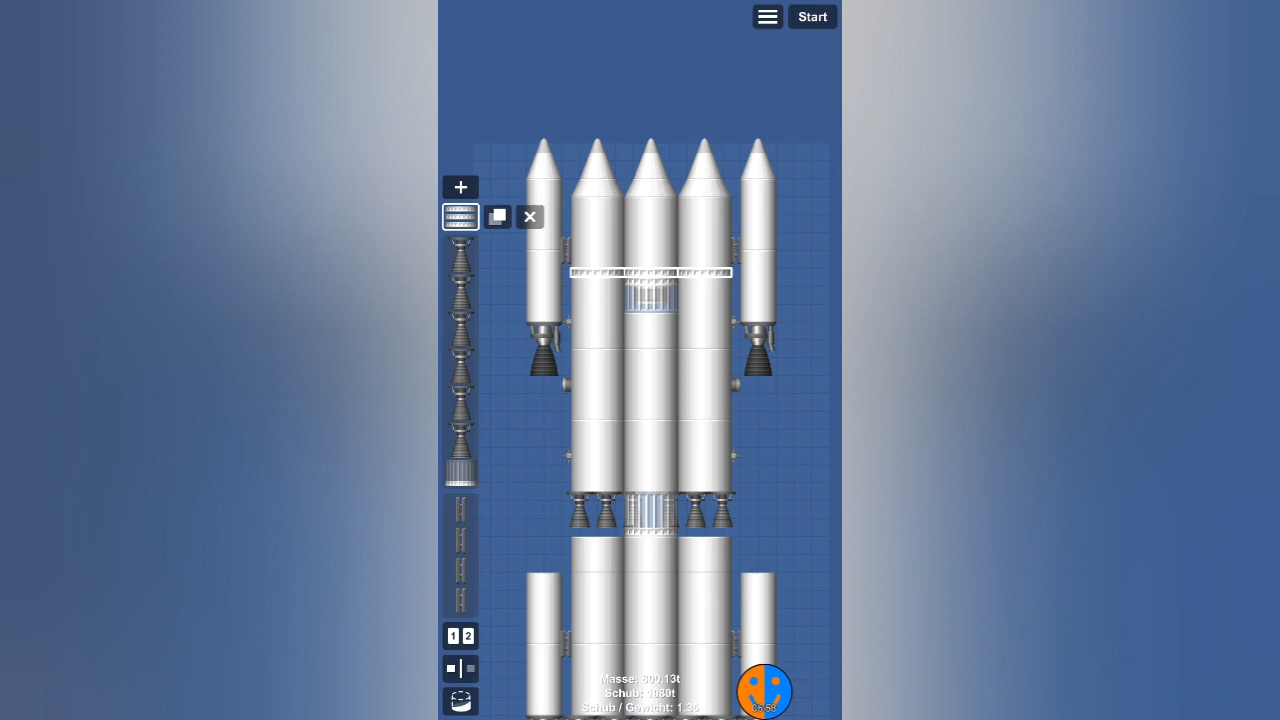 Start
1 2
Masse: 800.13t
Schub: 1080t
Schub / Gewicht: 1.35